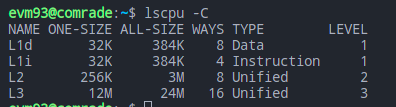 evm93@comrade:~$ lscpu -C
NAME ONE-SIZE ALL-SIZE WAYS TYPE        LEVEL
L1d       32K     384K    8 Data            1
L1i       32K     384K    4 Instruction     1
L2       256K       3M    8 Unified         2
L3        12M      24M   16 Unified         3
evm93@comrade:~$